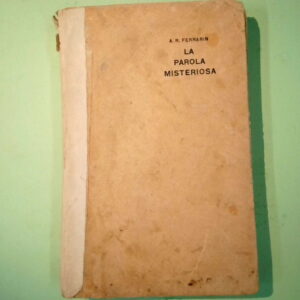 A. R. FERRARIN
LA
PAROLA
MISTERIOSA